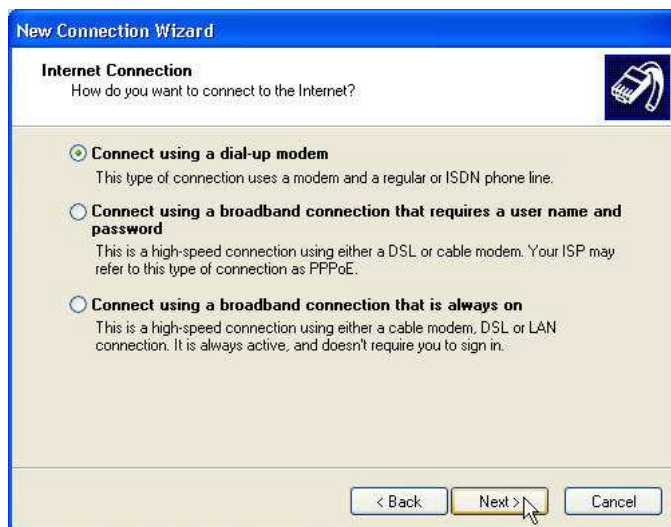 New Connection Wizard
Internet Connection
How do you want to connect to the Internet?
Connect using a dial-up modem
This type of connection uses a modem and a regular or ISDN phone line.
Connect using a broadband connection that requires a user name and
password
This is a high-speed connection using either a DSL or cable modem. Your ISP may
refer to this type of connection as PPPoE.
Connect using a broadband connection that is always on
This is a high-speed connection using either a cable modem, DSL or LAN
connection. It is always active, and doesn't require you to sign in.
< Back Next > Cancel